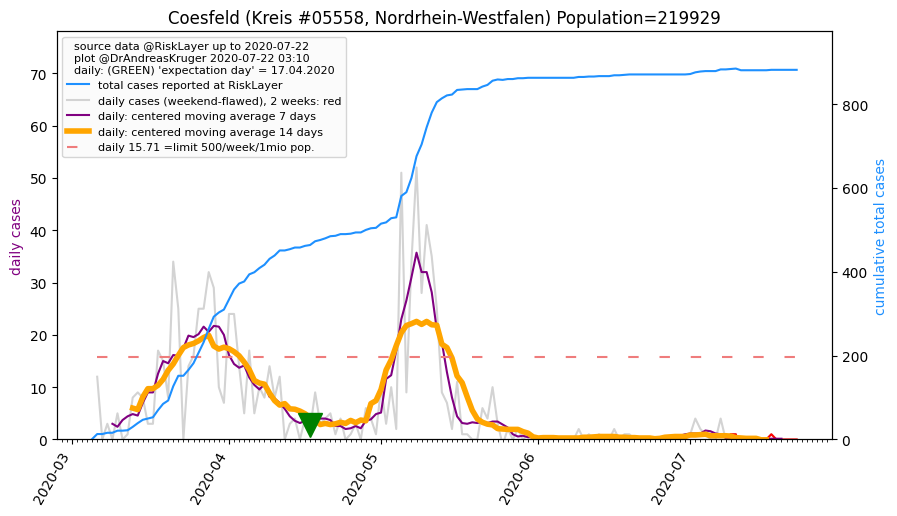 Coesfeld (Kreis #05558, Nordrhein-Westfalen) Population=219929
source data @RiskLayer up to 2020-07-22
plot @DrAndreasKruger 2020-07-22 03:10
daily: (GREEN) 'expectation day' = 17.04.2020
total cases reported at RiskLayer
daily cases (weekend-flawed), 2 weeks: red
daily: centered moving average 7 days
daily: centered moving average 14 days
daily 15.71 =limit 500/week/1mio pop.
daily cases
70
60
50
40
30
20
10
0
800
600
400
200
0
cumulative total cases
2020-03
2020-04
2020-05
2020-06
2020-07